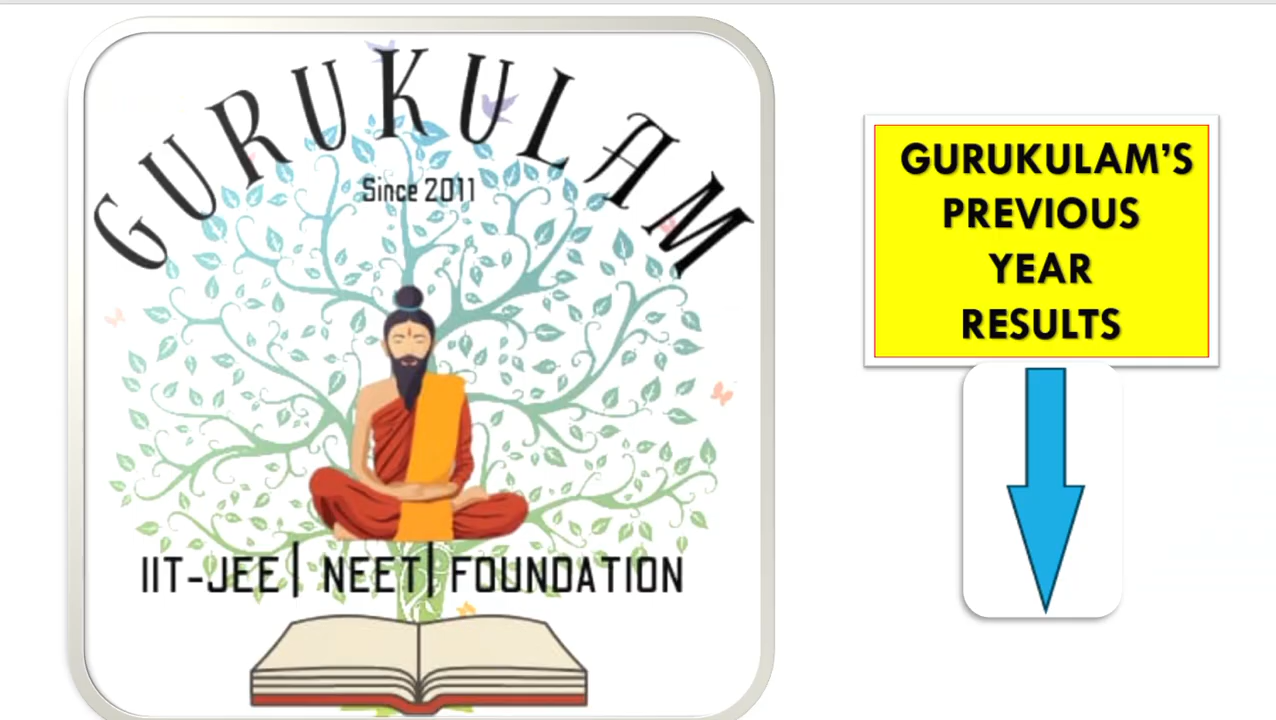 GURUKULAM
Since 2011
IIT-JEE| NEET| FOUNDATION
GURUKULAM’S
PREVIOUS
YEAR
RESULTS